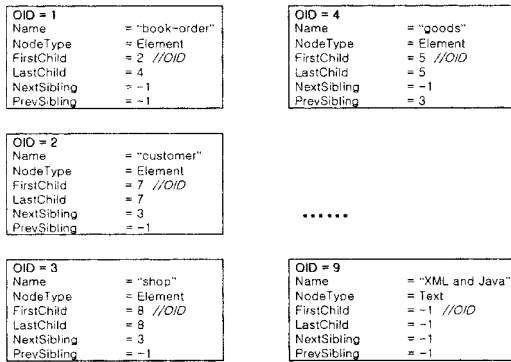 OID = 1
Name = "book-order"
NodeType = Element
FirstChild = 2 //OID
LastChild = 4
NextSibling = -1
PrevSibling = -1
OID = 2
Name = "customer"
NodeType = Element
FirstChild = 7 //OID
LastChild = 7
NextSibling = 3
PrevSibling = -1
OID = 3
Name = "shop"
NodeType = Element
FirstChild = 8 //OID
LastChild = 8
NextSibling = 3
PrevSibling = -1
OID = 4
Name = "goods"
NodeType = Element
FirstChild = 5 //OID
LastChild = 5
NextSibling = -1
PrevSibling = 3
......
OID = 9
Name = "XML and Java"
NodeType = Text
FirstChild = -1 //OID
LastChild = -1
NextSibling = -1
PrevSibling = -1